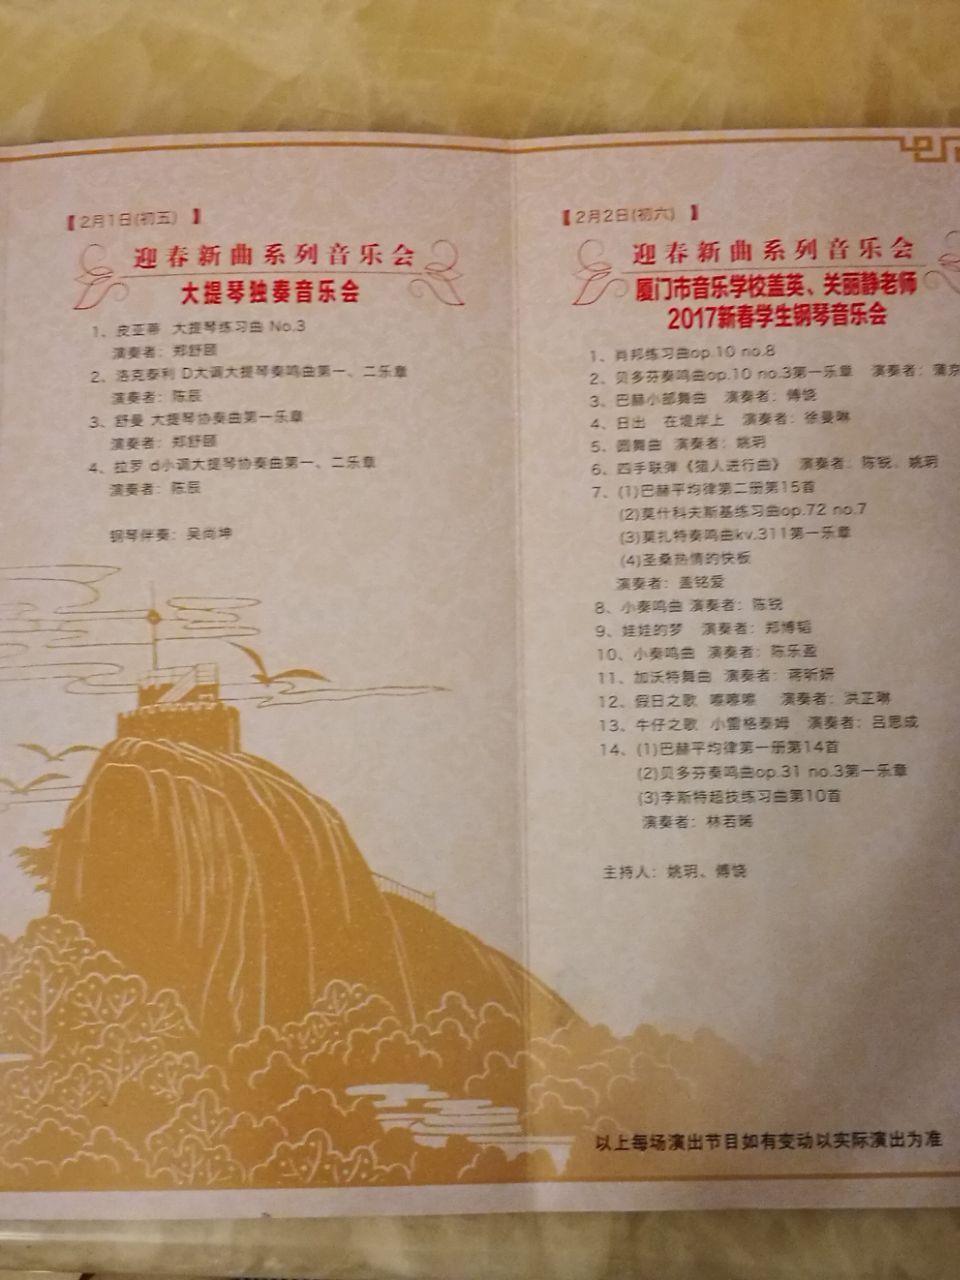 【2月1日(初五) 】
迎春新曲系列音乐会
大提琴独奏音乐会
1、皮亚蒂 大提琴练习曲 No.3
演奏者：郑舒颐
2、洛克泰利 D大调大提琴奏鸣曲第一、二乐章
演奏者：陈辰
3、舒曼 大提琴协奏曲第一乐章
演奏者：郑舒颐
4、拉罗 d小调大提琴协奏曲第一、二乐章
演奏者：陈辰
钢琴伴奏：吴尚坤
【2月2日(初六) 】
迎春新曲系列音乐会
厦门市音乐学校盖英、关丽静老师
2017新春学生钢琴音乐会
1、肖邦练习曲op.10 no.8
2、贝多芬奏鸣曲op.10 no.3第一乐章 演奏者：蒲京
3、巴赫小部舞曲 演奏者：傅饶
4、日出 在堤岸上 演奏者：徐曼琳
5、圆舞曲 演奏者：姚玥
6、四手联弹《猎人进行曲》 演奏者：陈锐、姚玥
7、(1)巴赫平均律第二册第15首
(2)莫什科夫斯基练习曲op.72 no.7
(3)莫扎特奏鸣曲kv.311第一乐章
(4)圣桑热情的快板
演奏者：盖铭爱
8、小奏鸣曲 演奏者：陈锐
9、娃娃的梦 演奏者：郑博韬
10、小奏鸣曲 演奏者：陈乐盈
11、加沃特舞曲 演奏者：蒋昕妍
12、假日之歌 嚓嚓嚓 演奏者：洪芷琳
13、牛仔之歌 小雷格泰姆 演奏者：吕思成
14、(1)巴赫平均律第一册第14首
(2)贝多芬奏鸣曲op.31 no.3第一乐章
(3)李斯特超技练习曲第10首
演奏者：林若晞
主持人：姚玥、傅饶
以上每场演出节目如有变动以实际演出为准